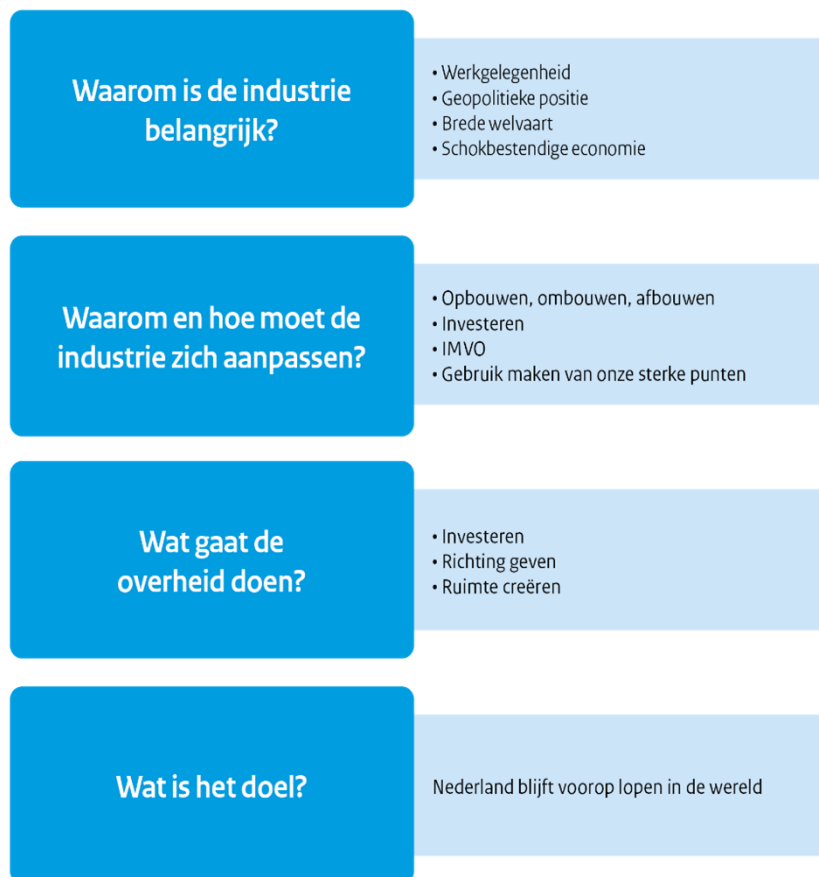 Waarom is de industrie
belangrijk?
• Werkgelegenheid
• Geopolitieke positie
• Brede welvaart
• Schokbestendige economie
Waarom en hoe moet de
industrie zich aanpassen?
• Opbouwen, ombouwen, afbouwen
• Investeren
• IMVO
• Gebruik maken van onze sterke punten
Wat gaat de
overheid doen?
• Investeren
• Richting geven
• Ruimte creëren
Wat is het doel?
Nederland blijft voorop lopen in de wereld